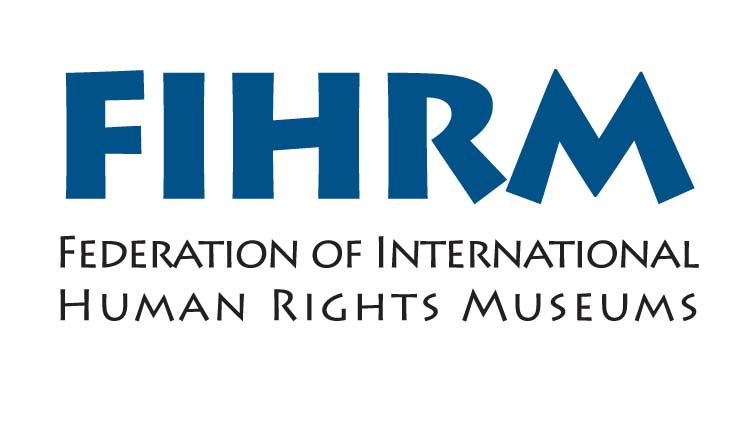 FIHRM
FEDERATION OF INTERNATIONAL
HUMAN RIGHTS MUSEUMS